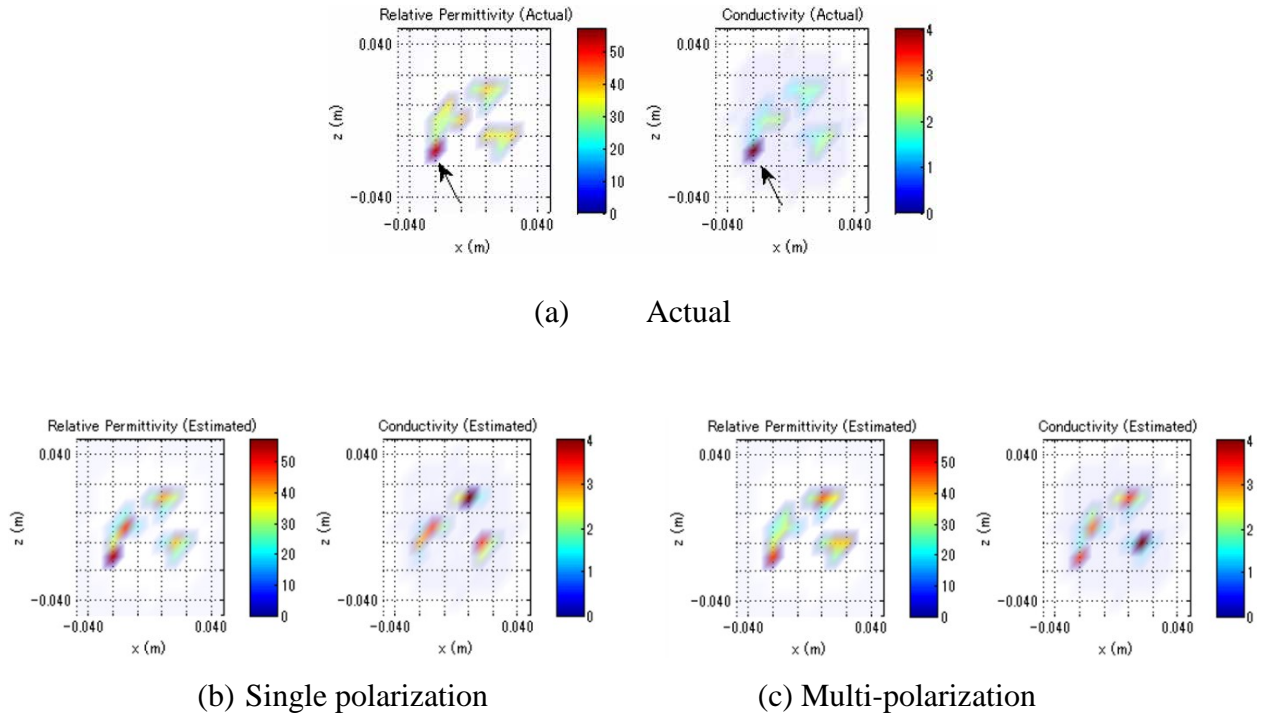 Relative Permittivity (Actual)
0.040
-0.040
z (m)
-0.040 0.040
x (m)
50
40
30
20
10
0
Conductivity (Actual)
0.040
-0.040
z (m)
-0.040 0.040
x (m)
4
3
2
1
0
(a) Actual
Relative Permittivity (Estimated)
0.040
-0.040
z (m)
-0.040 0.040
x (m)
50
40
30
20
10
0
Conductivity (Estimated)
0.040
-0.040
z (m)
-0.040 0.040
x (m)
4
3
2
1
0
Relative Permittivity (Estimated)
0.040
-0.040
z (m)
-0.040 0.040
x (m)
50
40
30
20
10
0
Conductivity (Estimated)
0.040
-0.040
z (m)
-0.040 0.040
x (m)
4
3
2
1
0
(b) Single polarization
(c) Multi-polarization